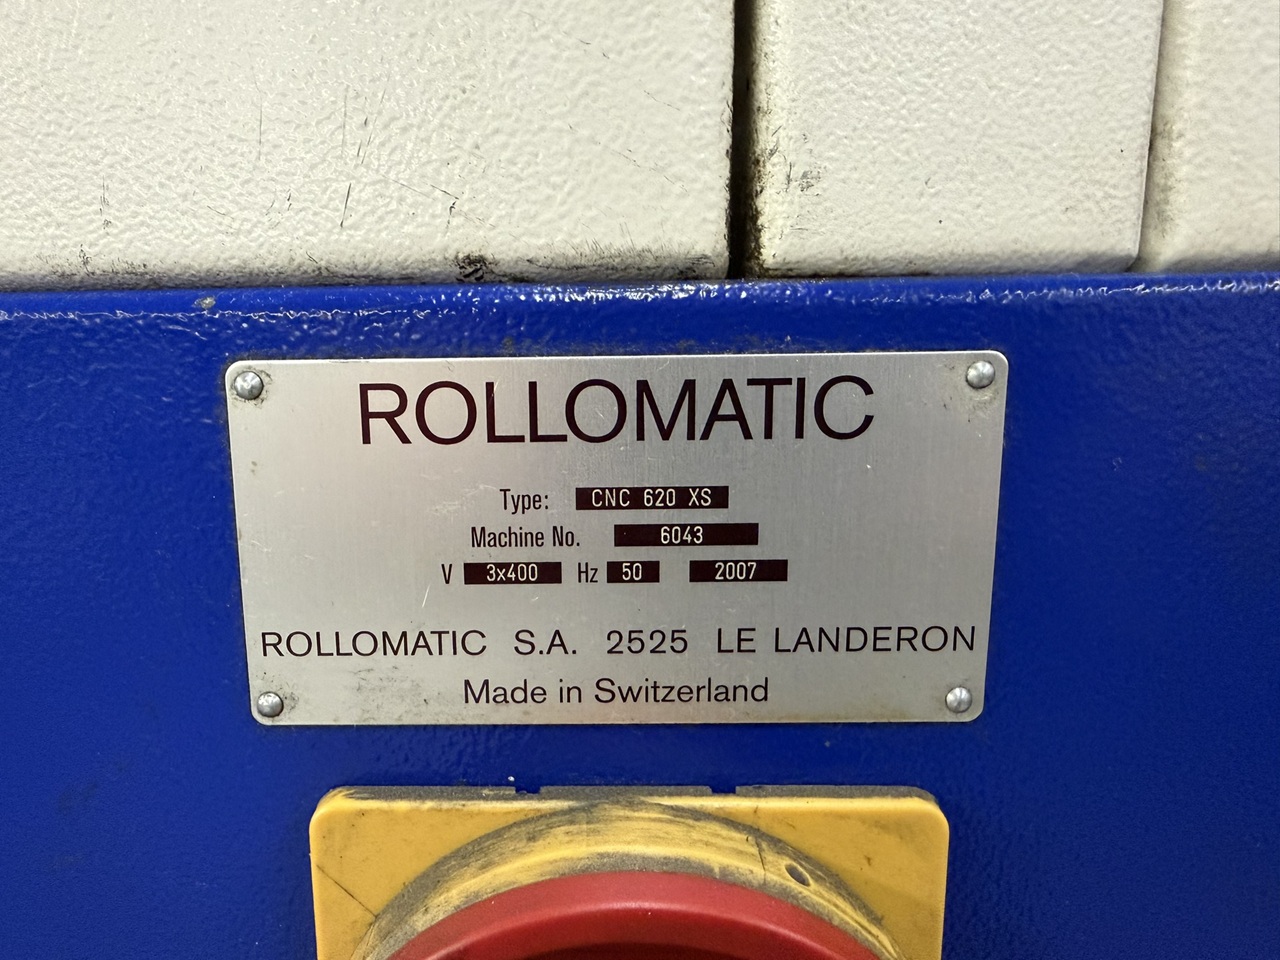 ROLLOMATIC
Type: CNC 620 XS
Machine No. 6043
V 3x400 Hz 50 2007
ROLLOMATIC S.A. 2525 LE LANDERON
Made in Switzerland